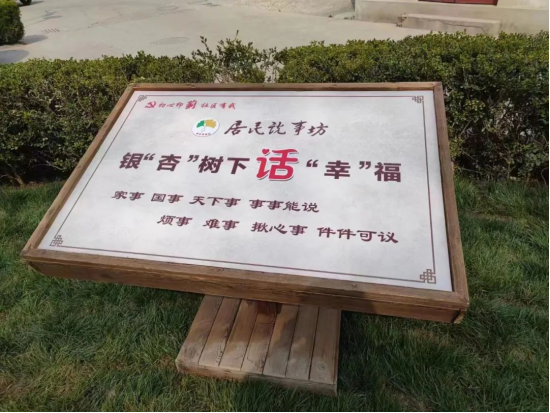 居民说事坊
银“杏”树下话“幸”福
家事 国事 天下事 事事能说
烦事 难事 揪心事 件件可议